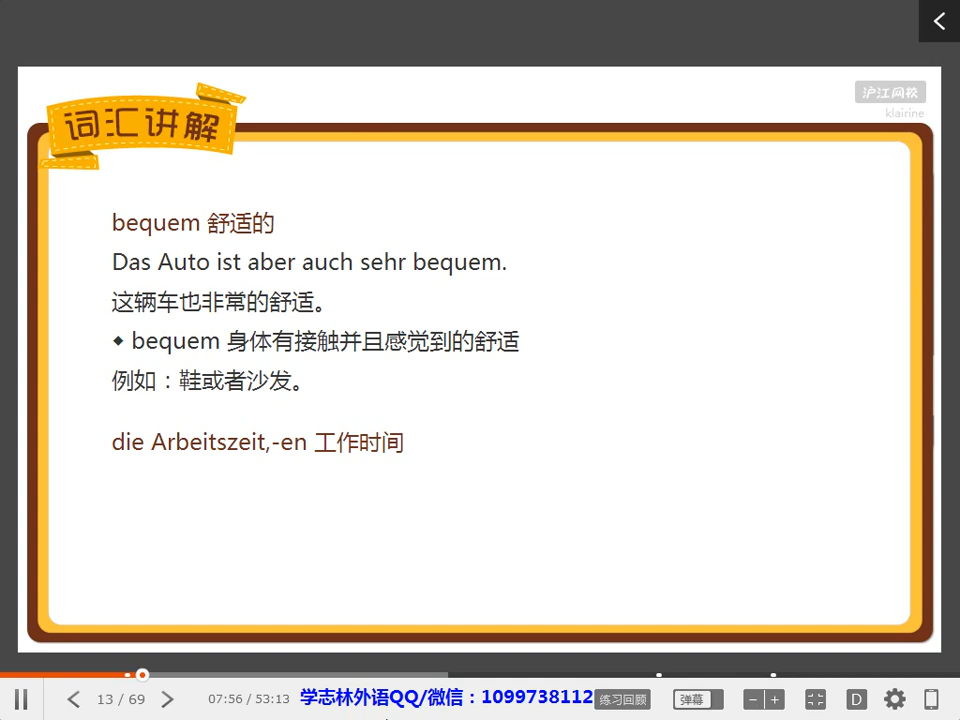 沪江网校
klairine
词汇讲解
bequem 舒适的
Das Auto ist aber auch sehr bequem.
这辆车也非常的舒适。
◆ bequem 身体有接触并且感觉到的舒适
例如：鞋或者沙发。
die Arbeitszeit,-en 工作时间
13 / 69
07:56 / 53:13
学志林外语QQ/微信：1099738112
练习回顾
弹幕
D